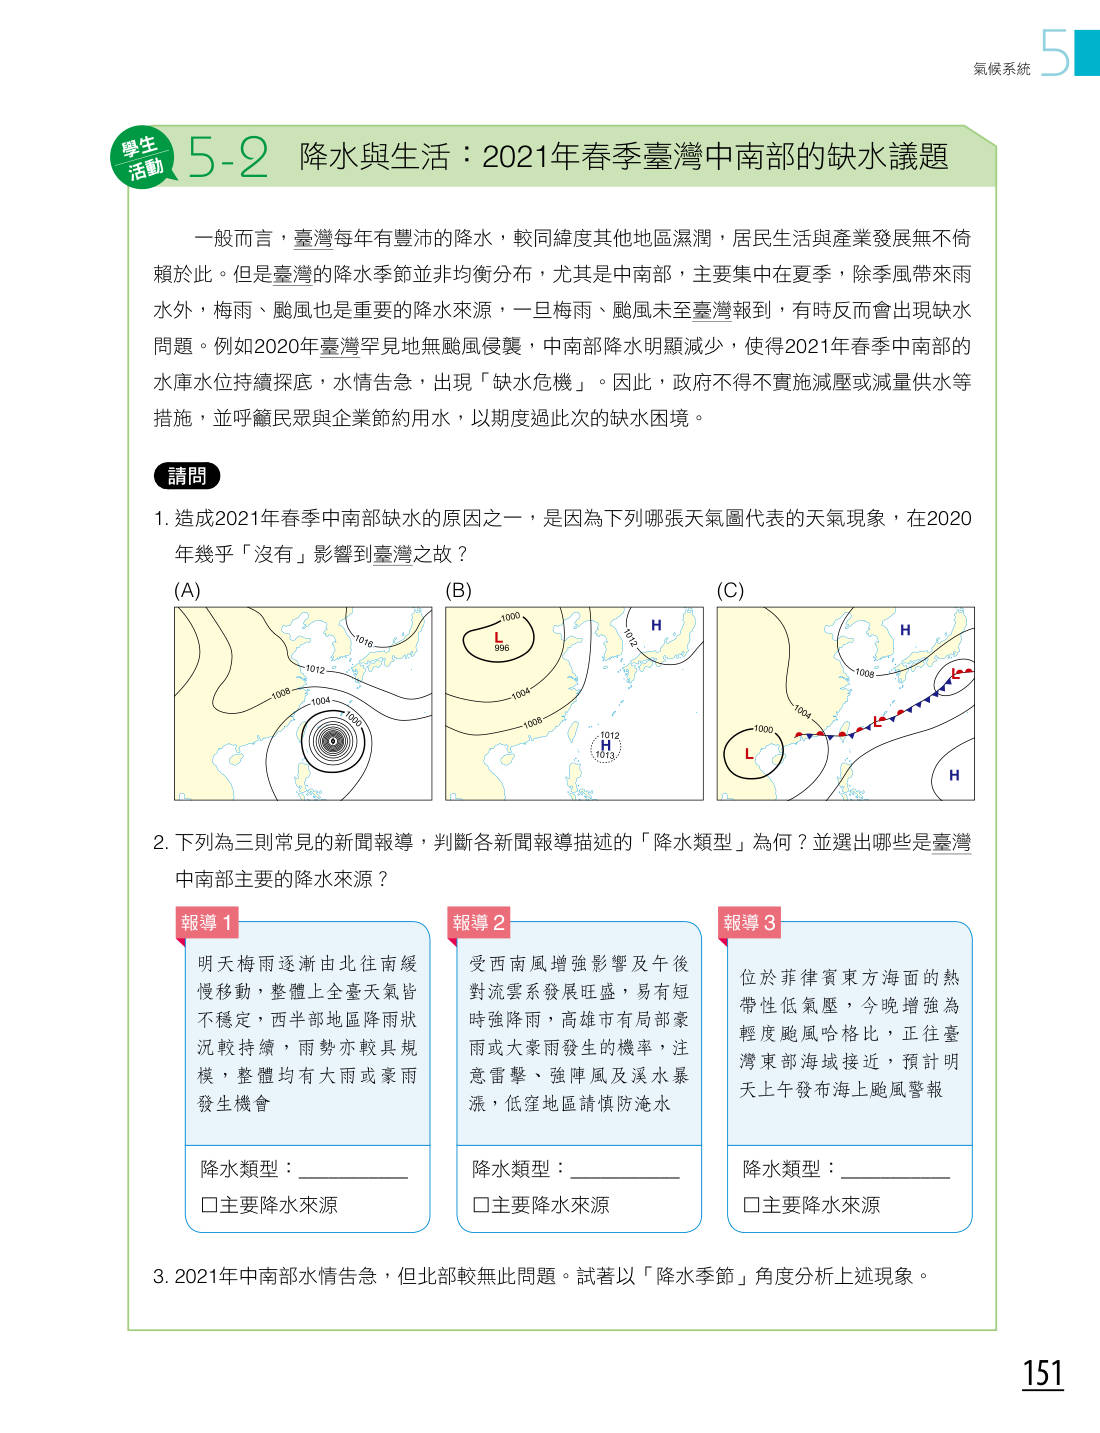 氣候系統 5
學生
活動
5-2 降水與生活：2021年春季臺灣中南部的缺水議題
一般而言，臺灣每年有豐沛的降水，較同緯度其他地區濕潤，居民生活與產業發展無不倚
賴於此。但是臺灣的降水季節並非均衡分布，尤其是中南部，主要集中在夏季，除季風帶來雨
水外，梅雨、颱風也是重要的降水來源，一旦梅雨、颱風未至臺灣報到，有時反而會出現缺水
問題。例如2020年臺灣罕見地無颱風侵襲，中南部降水明顯減少，使得2021年春季中南部的
水庫水位持續探底，水情告急，出現「缺水危機」。因此，政府不得不實施減壓或減量供水等
措施，並呼籲民眾與企業節約用水，以期度過此次的缺水困境。
請問
1. 造成2021年春季中南部缺水的原因之一，是因為下列哪張天氣圖代表的天氣現象，在2020
年幾乎「沒有」影響到臺灣之故？
(A)
1016
1012
1008
1004
1000
(B)
1000
L
996
H
1012
1004
1008
1012
H
1013
(C)
H
1008
L
1004
L
1000
L
H
2. 下列為三則常見的新聞報導，判斷各新聞報導描述的「降水類型」為何？並選出哪些是臺灣
中南部主要的降水來源？
報導 1
明天梅雨逐漸由北往南緩
慢移動，整體上全臺天氣皆
不穩定，西半部地區降雨狀
況較持續，雨勢亦較具規
模，整體均有大雨或豪雨
發生機會
降水類型：___________
□主要降水來源
報導 2
受西南風增強影響及午後
對流雲系發展旺盛，易有短
時強降雨，高雄市有局部豪
雨或大豪雨發生的機率，注
意雷擊、強陣風及溪水暴
漲，低窪地區請慎防淹水
降水類型：___________
□主要降水來源
報導 3
位於菲律賓東方海面的熱
帶性低氣壓，今晚增強為
輕度颱風哈格比，正往臺
灣東部海域接近，預計明
天上午發布海上颱風警報
降水類型：___________
□主要降水來源
3. 2021年中南部水情告急，但北部較無此問題。試著以「降水季節」角度分析上述現象。
151